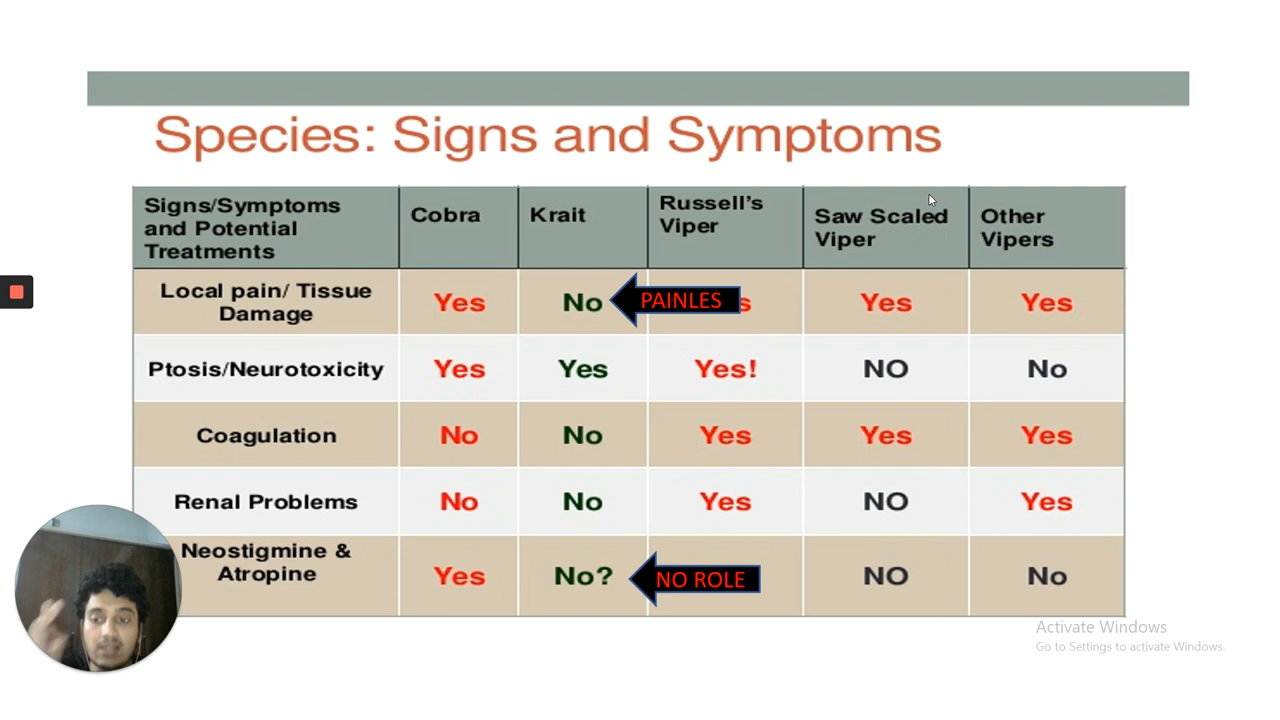 Species: Signs and Symptoms
Signs/Symptoms
and Potential
Treatments
Cobra
Krait
Russell's
Viper
Saw Scaled
Viper
Other
Vipers
Local pain/ Tissue
Damage
Yes
No
PAINLES
Yes
Yes
Ptosis/Neurotoxicity
Yes
Yes
Yes!
NO
No
Coagulation
No
No
Yes
Yes
Yes
Renal Problems
No
No
Yes
NO
Yes
Neostigmine &
Atropine
Yes
No?
NO ROLE
NO
No
Activate Windows
Go to Settings to activate Windows.